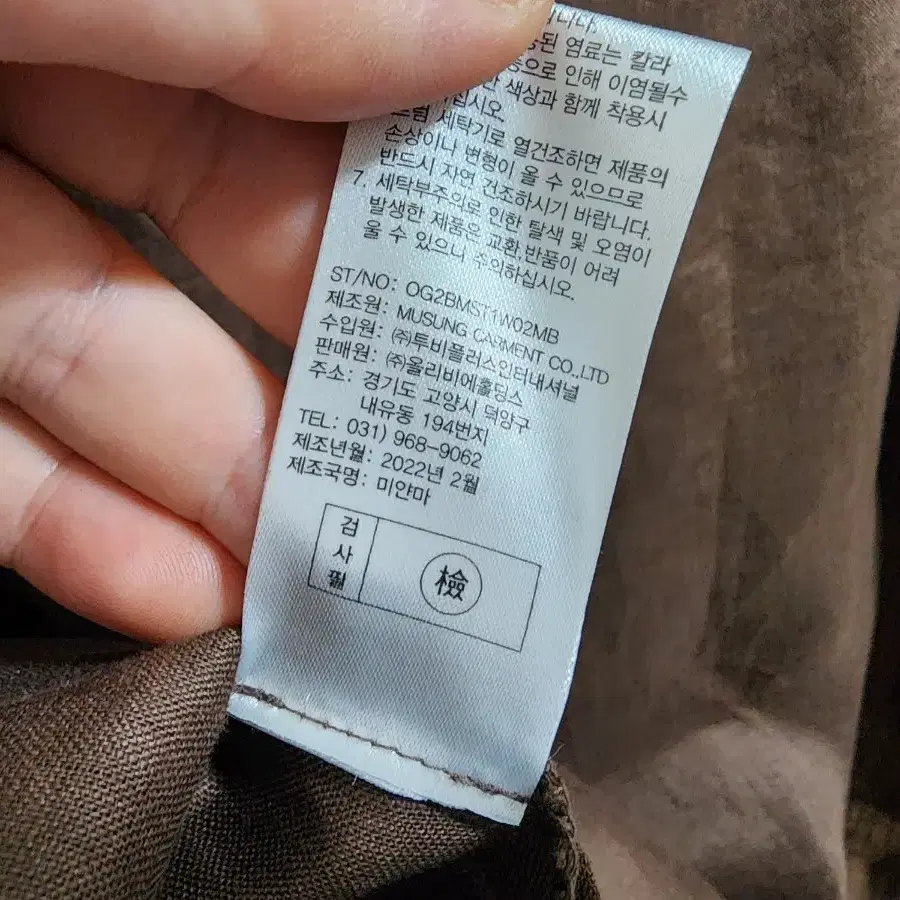 염료는 칼라
인해 이염될수
색상과 함께 착용시
십시오.
세탁기로 열건조하면 제품의
손상이나 변형이 올 수 있으므로
반드시 자연 건조하시기 바랍니다.
7. 세탁부주의로 인한 탈색 및 오염이
발생한 제품은 교환,반품이 어려
울 수 있으니 주의하십시오.
ST/NO: OG2BMST1W02MB
제조원: MUSUNG GARMENT CO.,LTD
수입원: ㈜투비플러스인터내셔널
판매원: ㈜올리비에홀딩스
주소: 경기도 고양시 덕양구
내유동 194번지
TEL: 031) 968-9062
제조년월: 2022년 2월
제조국명: 미얀마
검사필
檢